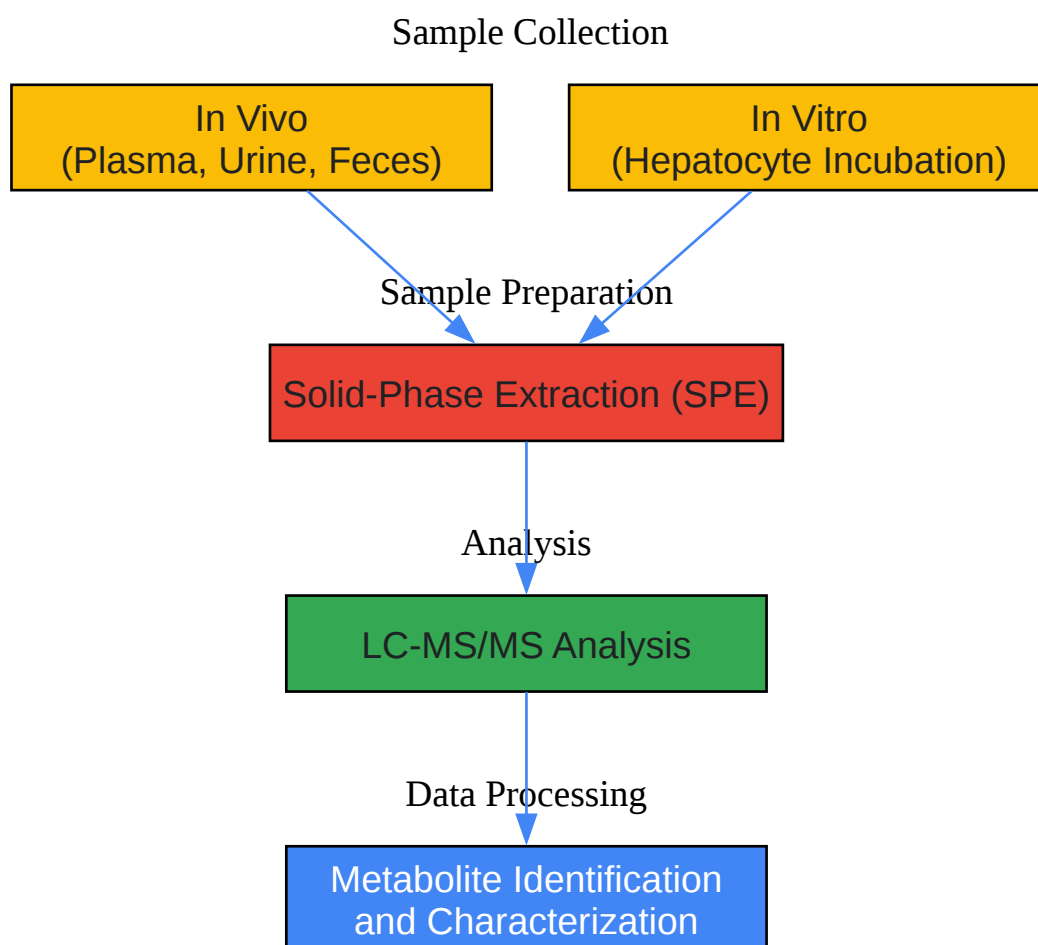 Sample Collection
In Vivo
(Plasma, Urine, Feces)
In Vitro
(Hepatocyte Incubation)
Sample Preparation
Solid-Phase Extraction (SPE)
Analysis
LC-MS/MS Analysis
Data Processing
Metabolite Identification
and Characterization